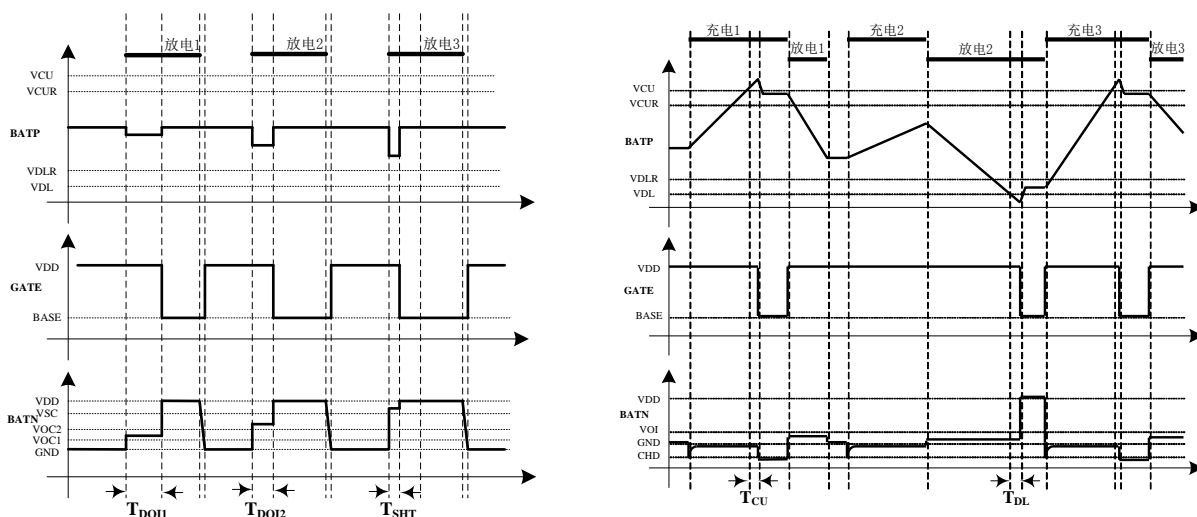 放电1
放电2
放电3
VCU
VCUR
BATP
VDLR
VDL
VDD
GATE
BASE
VDD
VSC
BATN
VOC2
VOC1
GND
TDOI1
TDOI2
TSHT
充电1
充电2
充电3
放电1
放电2
放电3
VCU
VCUR
BATP
VDLR
VDL
VDD
GATE
BASE
VDD
BATN
VOI
GND
CHD
TCU
TDL